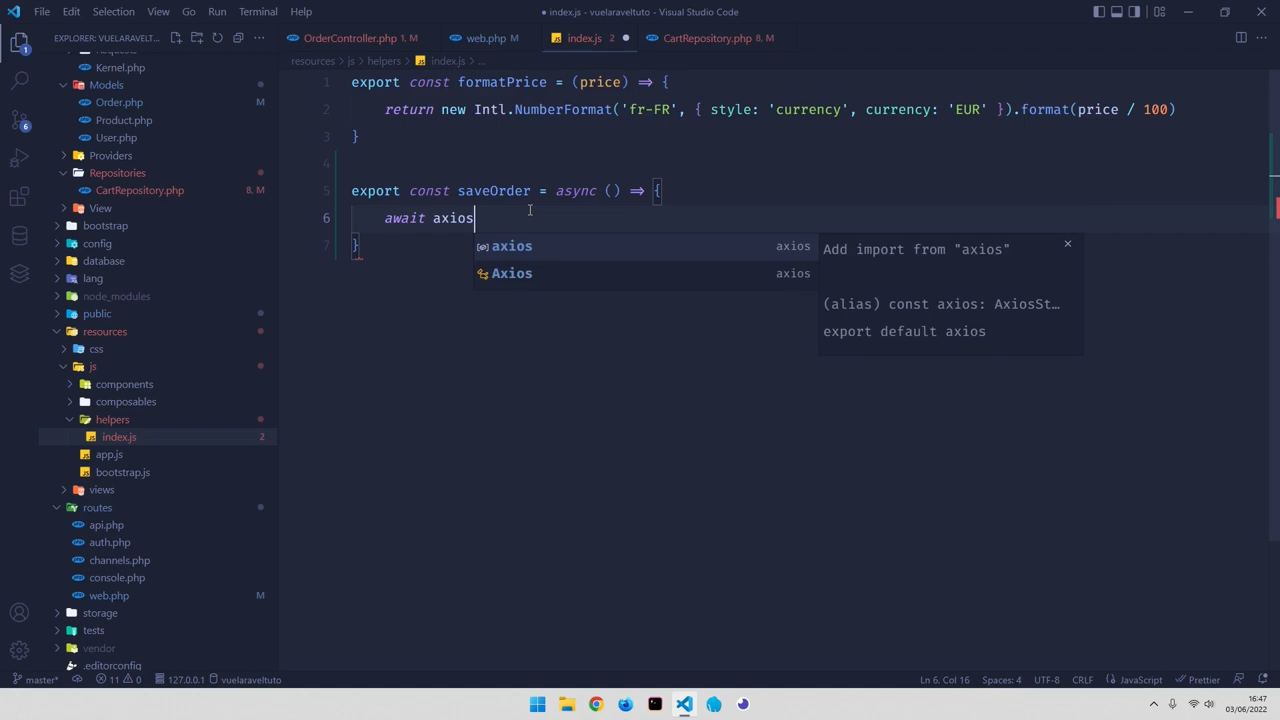 File Edit Selection View Go Run Terminal Help
index.js - vuelaraveltuto - Visual Studio Code
EXPLORER: VUELARAVELT...
OrderController.php 1, M
web.php M
index.js 2
CartRepository.php 8, M
resources > js > helpers > index.js > ...
Requests
Kernel.php
Models
Order.php M
Product.php
User.php
Providers
Repositories
CartRepository.php 8, M
View
bootstrap
config
database
lang
node_modules
public
resources
css
js
components
composables
helpers
index.js 2
app.js
bootstrap.js
views
routes
api.php
auth.php
channels.php
console.php
web.php M
storage
tests
vendor
.editorconfig
1 export const formatPrice = (price) => {
2 return new Intl.NumberFormat('fr-FR', { style: 'currency', currency: 'EUR' }).format(price / 100)
3 }
4
5 export const saveOrder = async () => {
6 await axios
7 }
axios axios
Axios axios
Add import from "axios"
(alias) const axios: AxiosSt...
export default axios
1
6
master* 11 0 127.0.0.1 vuelaraveltuto
Ln 6, Col 16 Spaces: 4 UTF-8 CRLF JavaScript Prettier
16:47
03/06/2022